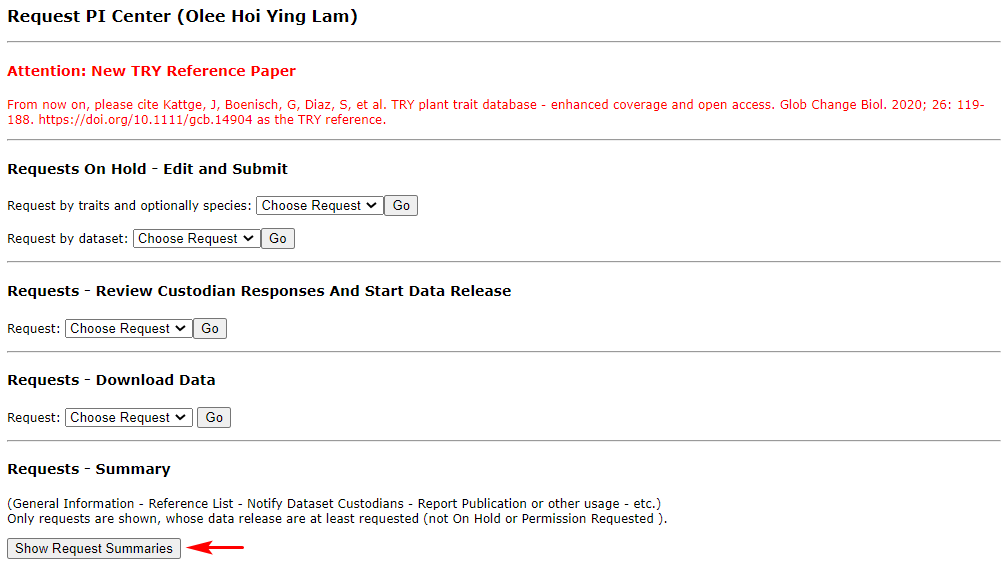 Request PI Center (Olee Hoi Ying Lam)
Attention: New TRY Reference Paper
From now on, please cite Kattge, J, Boenisch, G, Diaz, S, et al. TRY plant trait database - enhanced coverage and open access. Glob Change Biol. 2020; 26: 119-
188. https://doi.org/10.1111/gcb.14904 as the TRY reference.
Requests On Hold - Edit and Submit
Request by traits and optionally species: Choose Request Go
Request by dataset: Choose Request Go
Requests - Review Custodian Responses And Start Data Release
Request: Choose Request Go
Requests - Download Data
Request: Choose Request Go
Requests - Summary
(General Information - Reference List - Notify Dataset Custodians - Report Publication or other usage - etc.)
Only requests are shown, whose data release are at least requested (not On Hold or Permission Requested ).
Show Request Summaries